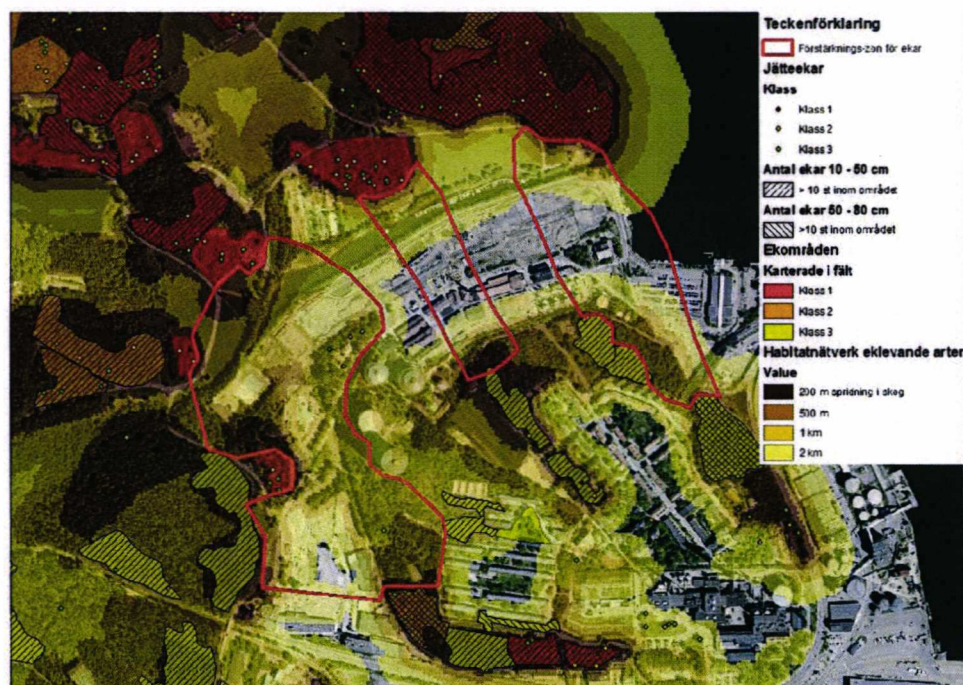 Teckenförklaring
Förstärknings-zon för ekar
Jätteekar
Klass
Klass 1
Klass 2
Klass 3
Antal ekar 10 - 50 cm
> 10 st inom området
Antal ekar 50 - 80 cm
>10 st inom området
Ekområden
Karterade i fält
Klass 1
Klass 2
Klass 3
Habitatnätverk eklevande arter
Value
200 m spridning i skog
500 m
1 km
2 km